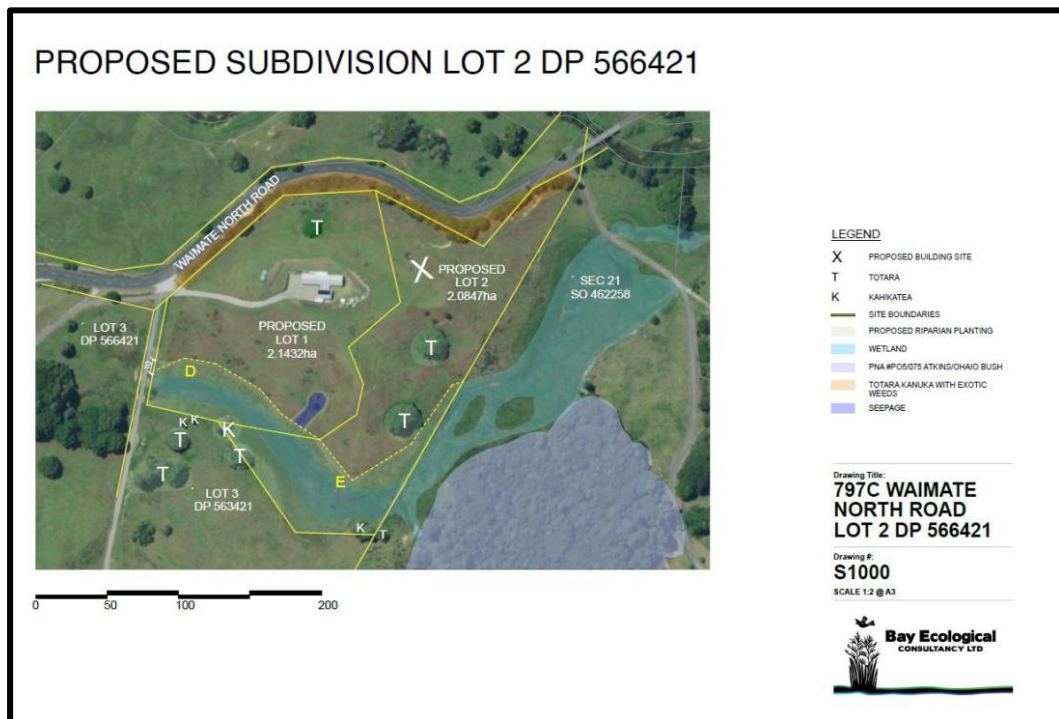 PROPOSED SUBDIVISION LOT 2 DP 566421
WAIMATE NORTH ROAD
T
X
PROPOSED
LOT 2
2.0847ha
SEC 21
SO 462258
LOT 3
DP 566421
PROPOSED
LOT 1
2.1432ha
T
D
T
K
K
K
T
T
T
LOT 3
DP 563421
E
K
T
0
50
100
200
LEGEND
X PROPOSED BUILDING SITE
T TOTARA
K KAHIKATEA
SITE BOUNDARIES
PROPOSED RIPARIAN PLANTING
WETLAND
PNA #PO5/075 ATKINS/OHAIO BUSH
TOTARA KANUKA WITH EXOTIC
WEEDS
SEEPAGE
Drawing Title:
797C WAIMATE
NORTH ROAD
LOT 2 DP 566421
Drawing #:
S1000
SCALE 1:2 @ A3
Bay Ecological
CONSULTANCY LTD